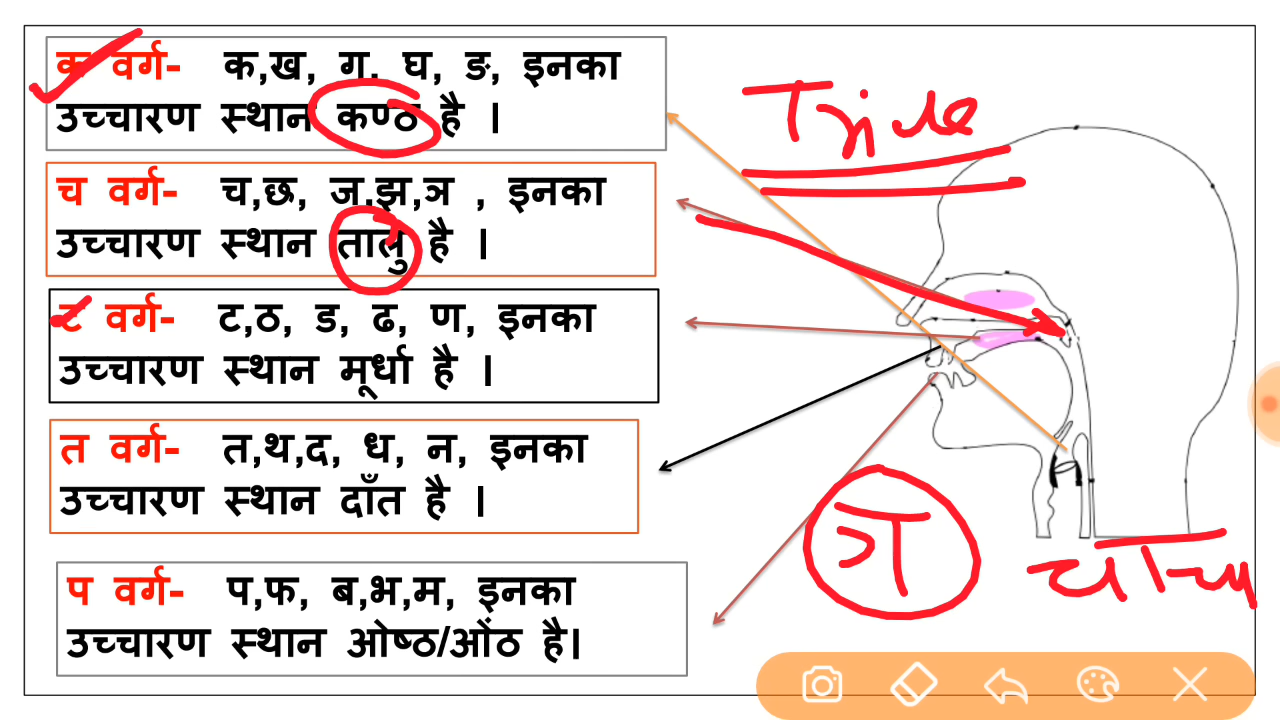 क वर्ग- क,ख, ग, घ, ङ, इनका
उच्चारण स्थान कण्ठ है ।
च वर्ग- च,छ, ज,झ,ञ , इनका
उच्चारण स्थान तालु है ।
ट वर्ग- ट,ठ, ड, ढ, ण, इनका
उच्चारण स्थान मूर्धा है ।
त वर्ग- त,थ,द, ध, न, इनका
उच्चारण स्थान दाँत है ।
प वर्ग- प,फ, ब,भ,म, इनका
उच्चारण स्थान ओष्ठ/ओंठ है।